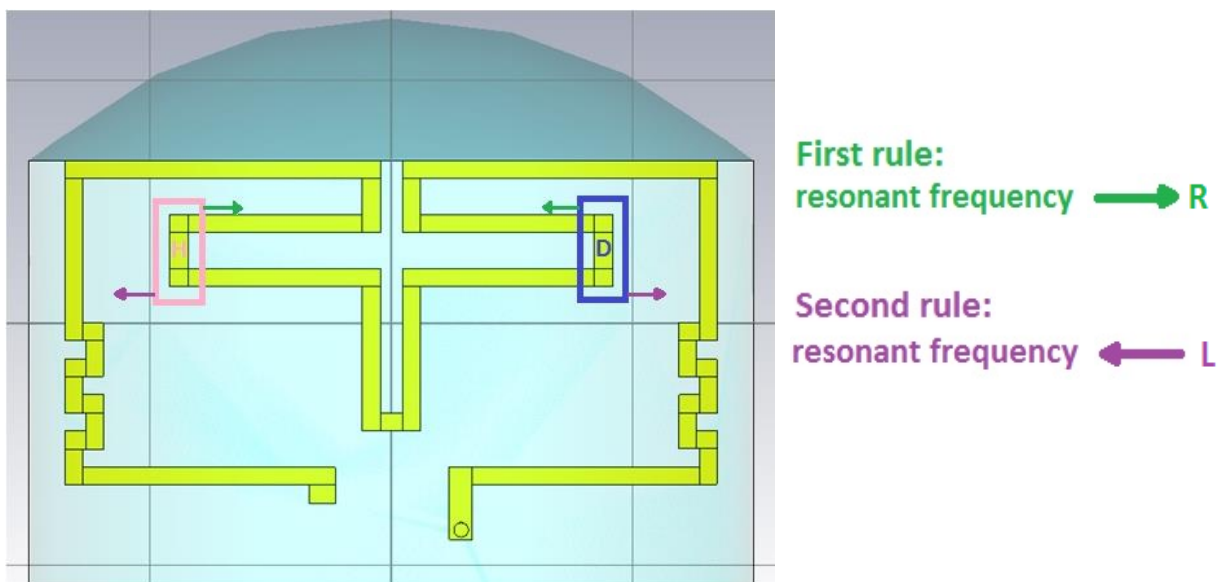 H
D
First rule:
resonant frequency R
Second rule:
resonant frequency L